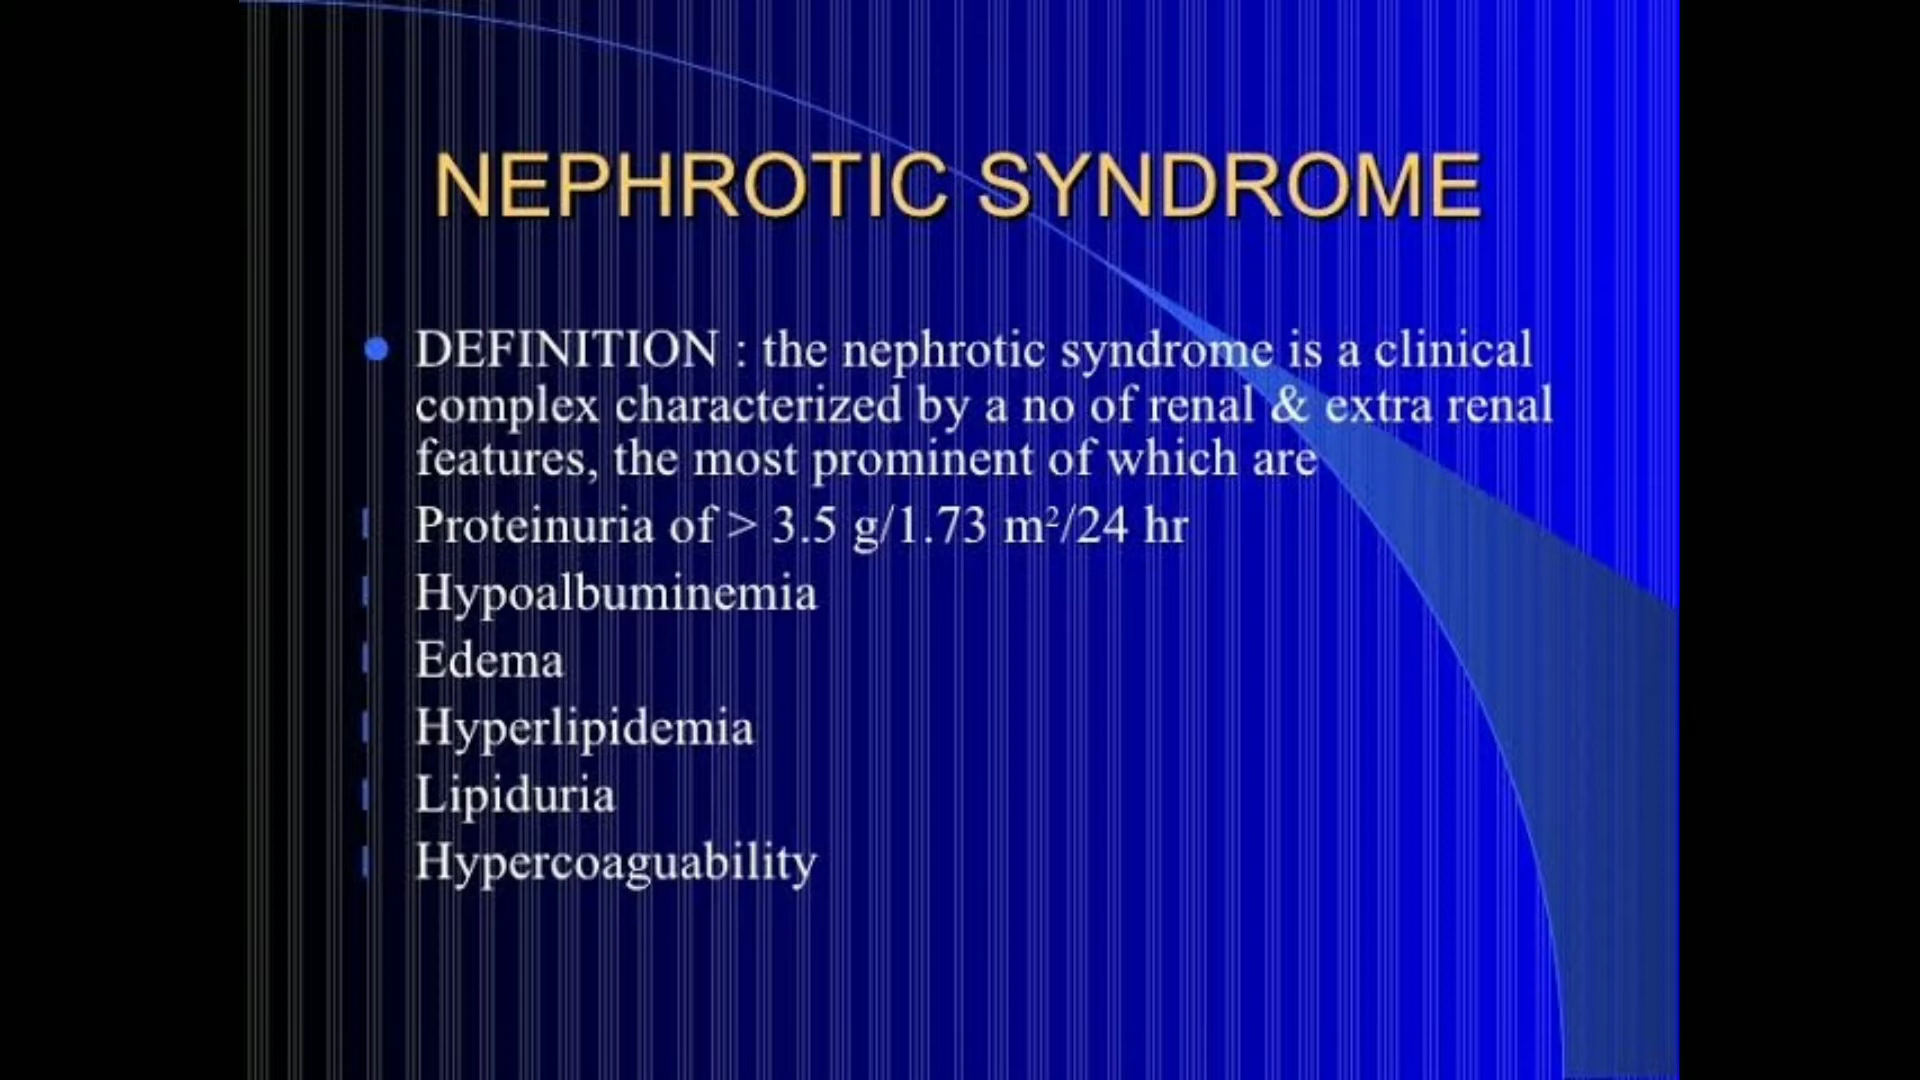 NEPHROTIC SYNDROME
DEFINITION : the nephrotic syndrome is a clinical
complex characterized by a no of renal & extra renal
features, the most prominent of which are
Proteinuria of > 3.5 g/1.73 m²/24 hr
Hypoalbuminemia
Edema
Hyperlipidemia
Lipiduria
Hypercoaguability